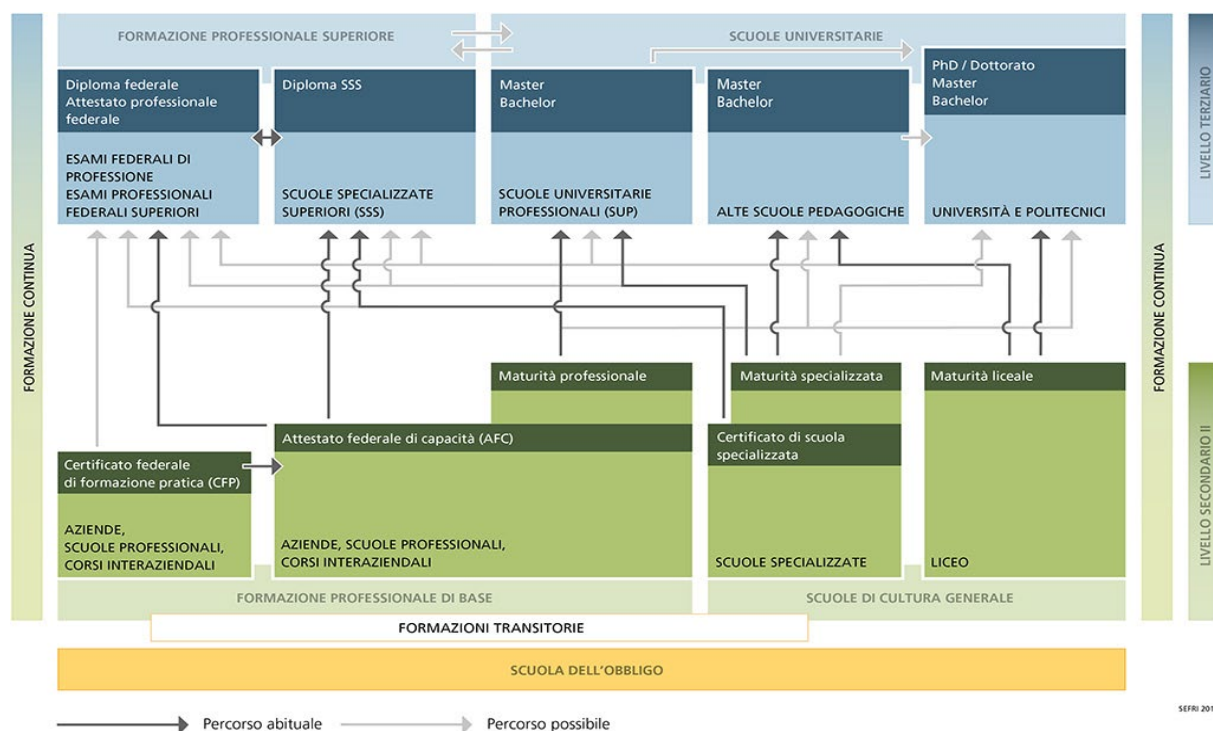 FORMAZIONE PROFESSIONALE SUPERIORE
SCUOLE UNIVERSITARIE
Diploma federale
Attestato professionale
federale
ESAMI FEDERALI DI
PROFESSIONE
ESAMI PROFESSIONALI
FEDERALI SUPERIORI
Diploma SSS
SCUOLE SPECIALIZZATE
SUPERIORI (SSS)
Master
Bachelor
SCUOLE UNIVERSITARIE
PROFESSIONALI (SUP)
Master
Bachelor
ALTE SCUOLE PEDAGOGICHE
PhD / Dottorato
Master
Bachelor
UNIVERSITÀ E POLITECNICI
LIVELLO TERZIARIO
FORMAZIONE CONTINUA
FORMAZIONE CONTINUA
Maturità professionale
Maturità specializzata
Maturità liceale
Attestato federale di capacità (AFC)
Certificato di scuola
specializzata
Certificato federale
di formazione pratica (CFP)
AZIENDE,
SCUOLE PROFESSIONALI,
CORSI INTERAZIENDALI
AZIENDE, SCUOLE PROFESSIONALI,
CORSI INTERAZIENDALI
SCUOLE SPECIALIZZATE
LICEO
LIVELLO SECONDARIO II
FORMAZIONE PROFESSIONALE DI BASE
SCUOLE DI CULTURA GENERALE
FORMAZIONI TRANSITORIE
SCUOLA DELL'OBBLIGO
Percorso abituale
Percorso possibile
SEFRI